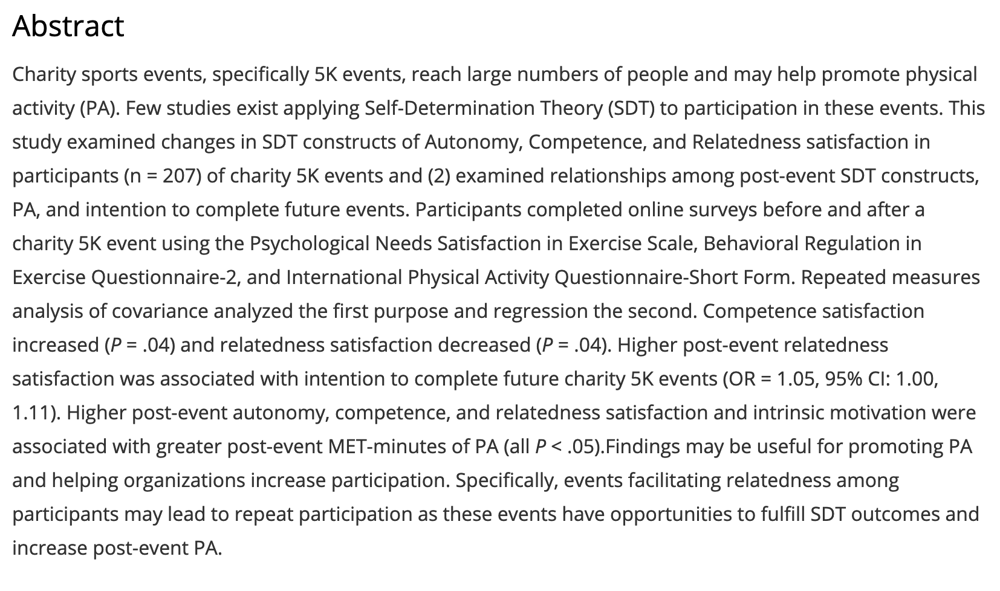 Abstract
Charity sports events, specifically 5K events, reach large numbers of people and may help promote physical
activity (PA). Few studies exist applying Self-Determination Theory (SDT) to participation in these events. This
study examined changes in SDT constructs of Autonomy, Competence, and Relatedness satisfaction in
participants (n = 207) of charity 5K events and (2) examined relationships among post-event SDT constructs,
PA, and intention to complete future events. Participants completed online surveys before and after a
charity 5K event using the Psychological Needs Satisfaction in Exercise Scale, Behavioral Regulation in
Exercise Questionnaire-2, and International Physical Activity Questionnaire-Short Form. Repeated measures
analysis of covariance analyzed the first purpose and regression the second. Competence satisfaction
increased (P = .04) and relatedness satisfaction decreased (P = .04). Higher post-event relatedness
satisfaction was associated with intention to complete future charity 5K events (OR = 1.05, 95% CI: 1.00,
1.11). Higher post-event autonomy, competence, and relatedness satisfaction and intrinsic motivation were
associated with greater post-event MET-minutes of PA (all P < .05).Findings may be useful for promoting PA
and helping organizations increase participation. Specifically, events facilitating relatedness among
participants may lead to repeat participation as these events have opportunities to fulfill SDT outcomes and
increase post-event PA.